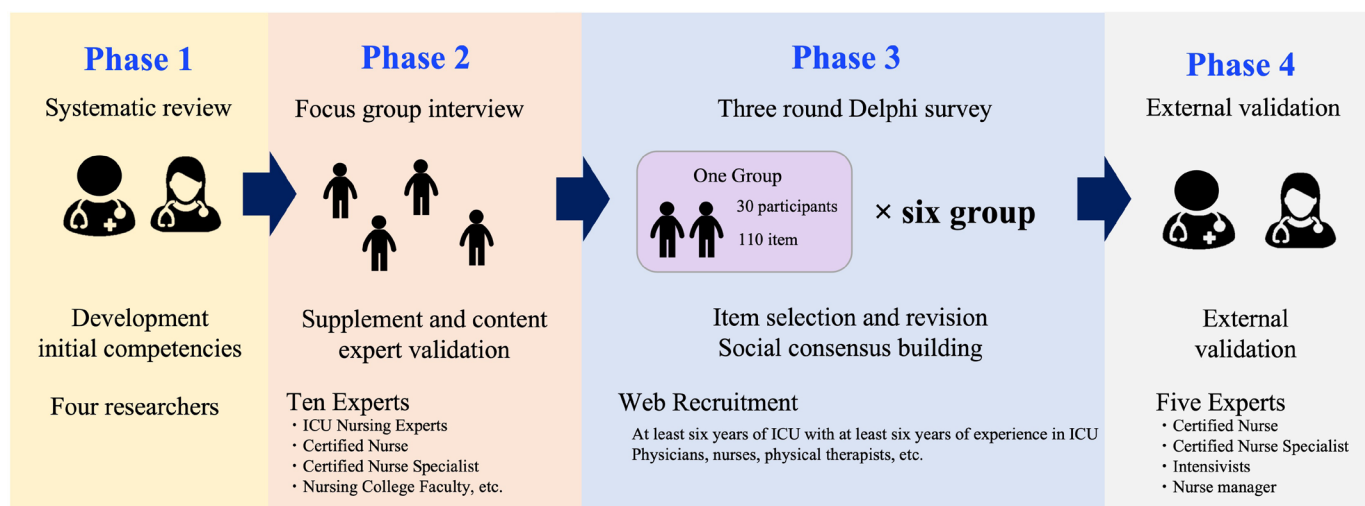 Phase 1
Systematic review
Development
initial competencies
Four researchers
Phase 2
Focus group interview
Supplement and content
expert validation
Ten Experts
・ICU Nursing Experts
・Certified Nurse
・Certified Nurse Specialist
・Nursing College Faculty, etc.
Phase 3
Three round Delphi survey
One Group
30 participants
110 item
× six group
Item selection and revision
Social consensus building
Web Recruitment
At least six years of ICU with at least six years of experience in ICU
Physicians, nurses, physical therapists, etc.
Phase 4
External validation
External
validation
Five Experts
・Certified Nurse
・Certified Nurse Specialist
・Intensivists
・Nurse manager